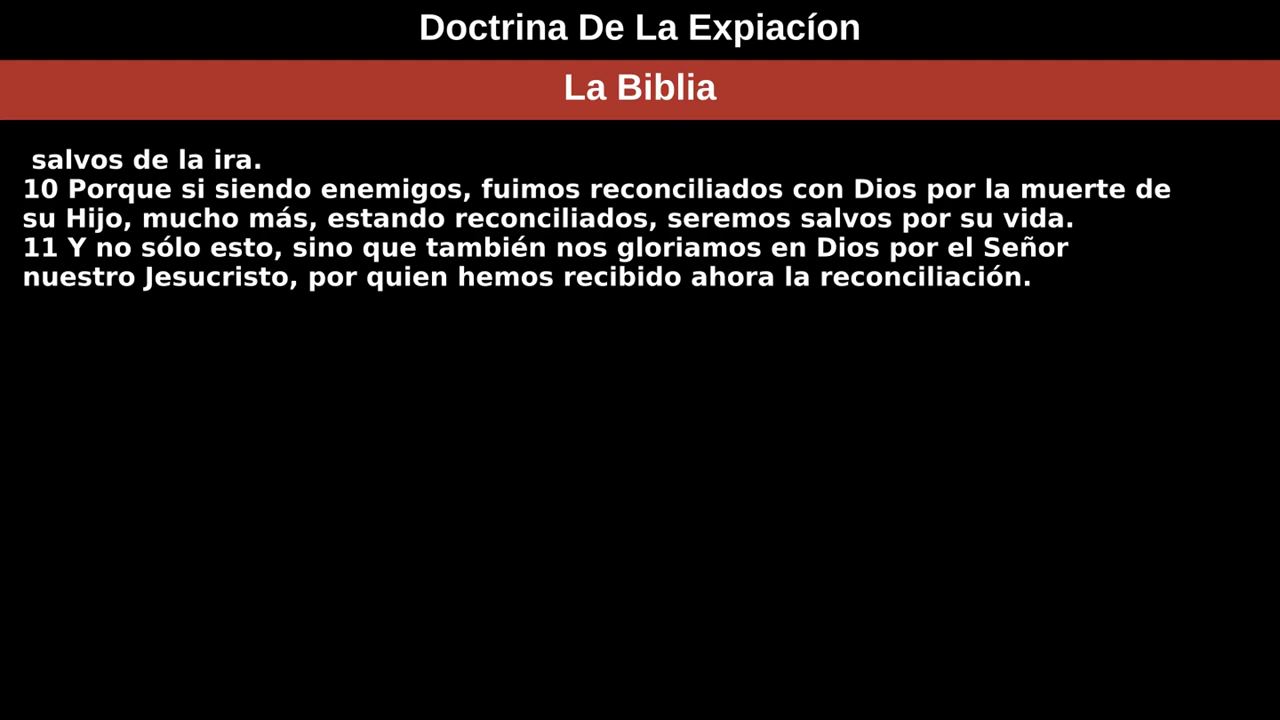 Doctrina De La Expiacíon
La Biblia
salvos de la ira.
10 Porque si siendo enemigos, fuimos reconciliados con Dios por la muerte de
su Hijo, mucho más, estando reconciliados, seremos salvos por su vida.
11 Y no sólo esto, sino que también nos gloriamos en Dios por el Señor
nuestro Jesucristo, por quien hemos recibido ahora la reconciliación.